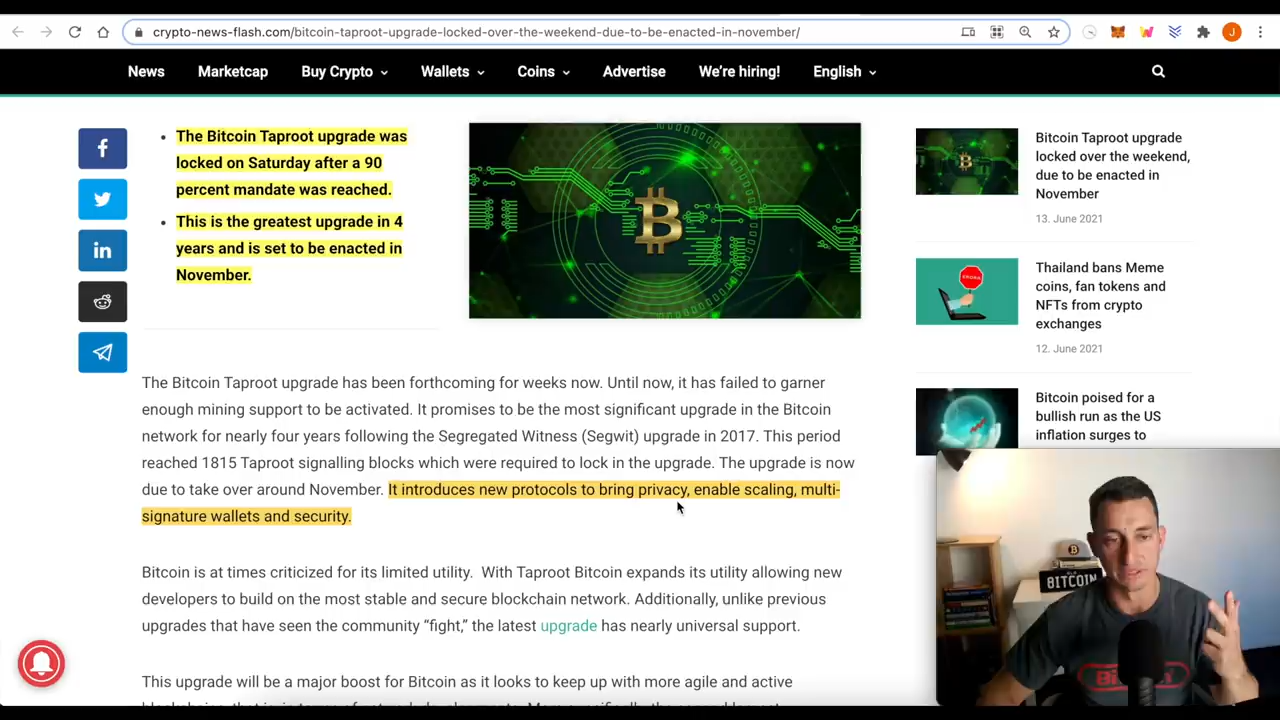 crypto-news-flash.com/bitcoin-taproot-upgrade-locked-over-the-weekend-due-to-be-enacted-in-november/
J
News
Marketcap
Buy Crypto
Wallets
Coins
Advertise
We're hiring!
English
The Bitcoin Taproot upgrade was
locked on Saturday after a 90
percent mandate was reached.
This is the greatest upgrade in 4
years and is set to be enacted in
November.
The Bitcoin Taproot upgrade has been forthcoming for weeks now. Until now, it has failed to garner
enough mining support to be activated. It promises to be the most significant upgrade in the Bitcoin
network for nearly four years following the Segregated Witness (Segwit) upgrade in 2017. This period
reached 1815 Taproot signalling blocks which were required to lock in the upgrade. The upgrade is now
due to take over around November. It introduces new protocols to bring privacy, enable scaling, multi-
signature wallets and security.
Bitcoin is at times criticized for its limited utility. With Taproot Bitcoin expands its utility allowing new
developers to build on the most stable and secure blockchain network. Additionally, unlike previous
upgrades that have seen the community “fight,” the latest upgrade has nearly universal support.
This upgrade will be a major boost for Bitcoin as it looks to keep up with more agile and active
Bitcoin Taproot upgrade
locked over the weekend,
due to be enacted in
November
13. June 2021
Thailand bans Meme
coins, fan tokens and
NFTs from crypto
exchanges
12. June 2021
Bitcoin poised for a
bullish run as the US
inflation surges to
BITCOIN